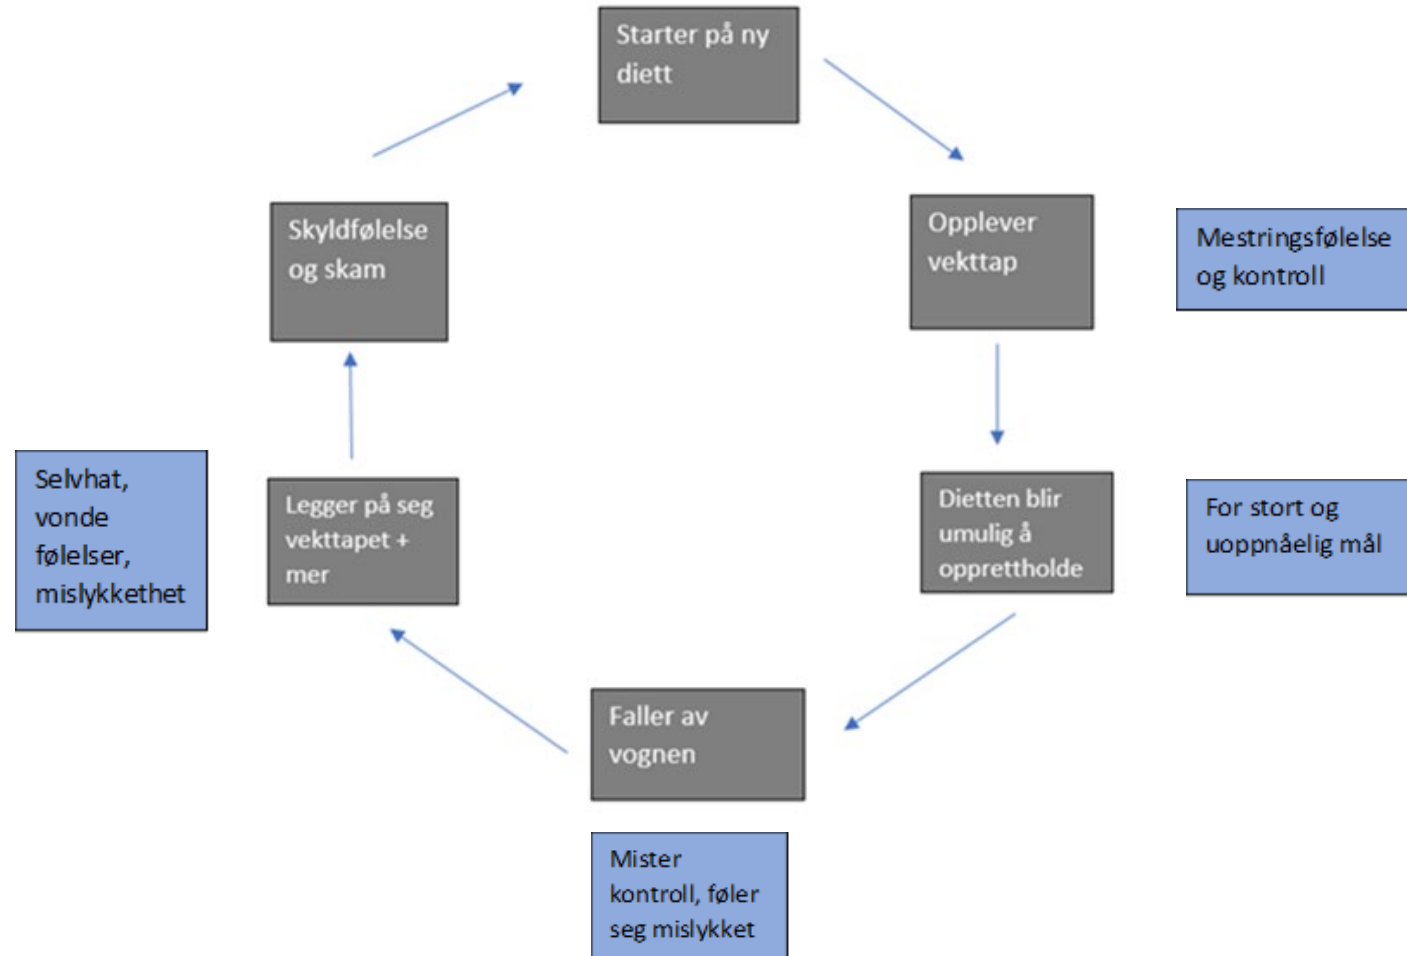 Starter på ny
diett
Opplever
vekttap
Mestringsfølelse
og kontroll
Dietten blir
umulig å
opprettholde
For stort og
uoppnåelig mål
Faller av
vognen
Mister
kontroll, føler
seg mislykket
Legger på seg
vekttapet +
mer
Selvhat,
vonde
følelser,
mislykkethet
Skyldfølelse
og skam